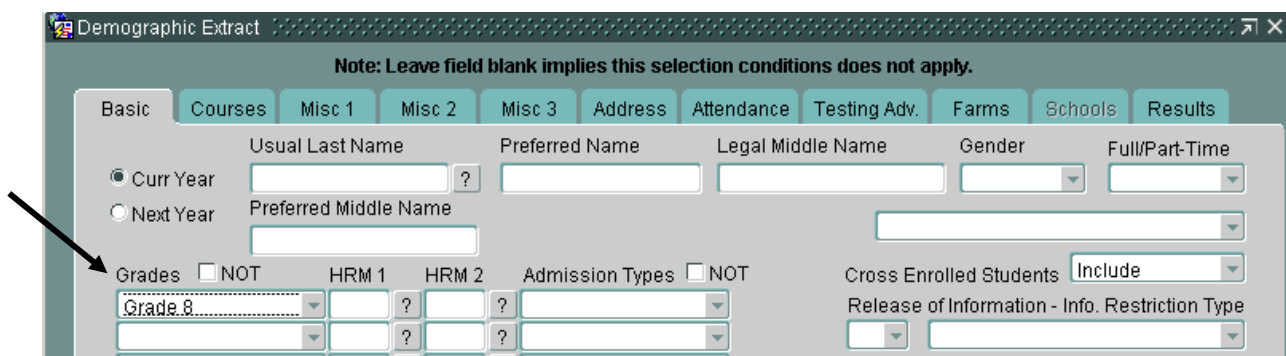 Demographic Extract
Note: Leave field blank implies this selection conditions does not apply.
Basic Courses Misc 1 Misc 2 Misc 3 Address Attendance Testing Adv. Farms Schools Results
Usual Last Name Preferred Name Legal Middle Name Gender Full/Part-Time
Curr Year ?
Next Year Preferred Middle Name
Grades NOT HRM 1 HRM 2 Admission Types NOT Cross Enrolled Students Include
Grade 8 ? ? Release of Information - Info. Restriction Type
? ?